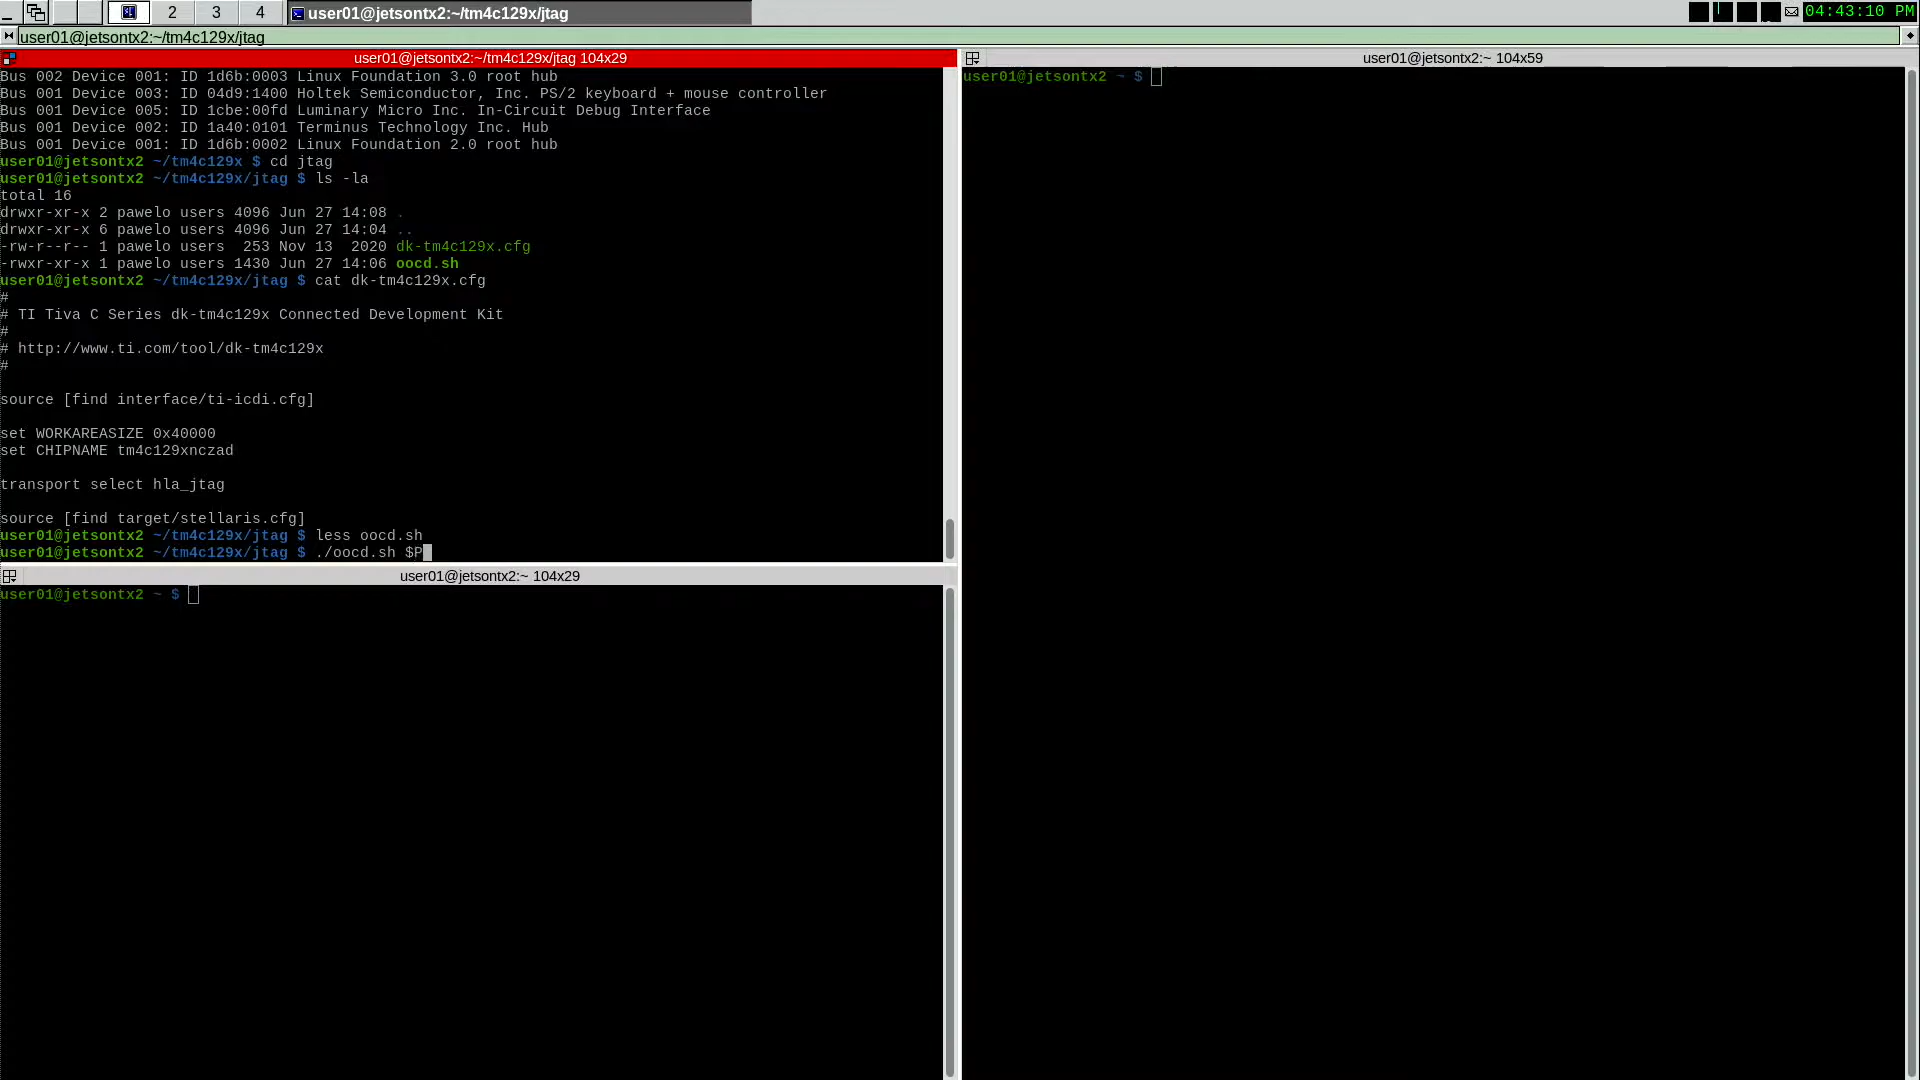 2
3
4
user01@jetsontx2:~/tm4c129x/jtag
04:43:10 PM
user01@jetsontx2:~/tm4c129x/jtag
user01@jetsontx2:~/tm4c129x/jtag 104x29
Bus 002 Device 001: ID 1d6b:0003 Linux Foundation 3.0 root hub
Bus 001 Device 003: ID 04d9:1400 Holtek Semiconductor, Inc. PS/2 keyboard + mouse controller
Bus 001 Device 005: ID 1cbe:00fd Luminary Micro Inc. In-Circuit Debug Interface
Bus 001 Device 002: ID 1a40:0101 Terminus Technology Inc. Hub
Bus 001 Device 001: ID 1d6b:0002 Linux Foundation 2.0 root hub
user01@jetsontx2 ~/tm4c129x $ cd jtag
user01@jetsontx2 ~/tm4c129x/jtag $ ls -la
total 16
drwxr-xr-x 2 pawelo users 4096 Jun 27 14:08 .
drwxr-xr-x 6 pawelo users 4096 Jun 27 14:04 ..
-rw-r--r-- 1 pawelo users  253 Nov 13  2020 dk-tm4c129x.cfg
-rwxr-xr-x 1 pawelo users 1430 Jun 27 14:06 oocd.sh
user01@jetsontx2 ~/tm4c129x/jtag $ cat dk-tm4c129x.cfg
#
# TI Tiva C Series dk-tm4c129x Connected Development Kit
#
# http://www.ti.com/tool/dk-tm4c129x
#
source [find interface/ti-icdi.cfg]
set WORKAREASIZE 0x40000
set CHIPNAME tm4c129xnczad
transport select hla_jtag
source [find target/stellaris.cfg]
user01@jetsontx2 ~/tm4c129x/jtag $ less oocd.sh
user01@jetsontx2 ~/tm4c129x/jtag $ ./oocd.sh $P
user01@jetsontx2:~ 104x29
user01@jetsontx2 ~ $
user01@jetsontx2:~ 104x59
user01@jetsontx2 ~ $